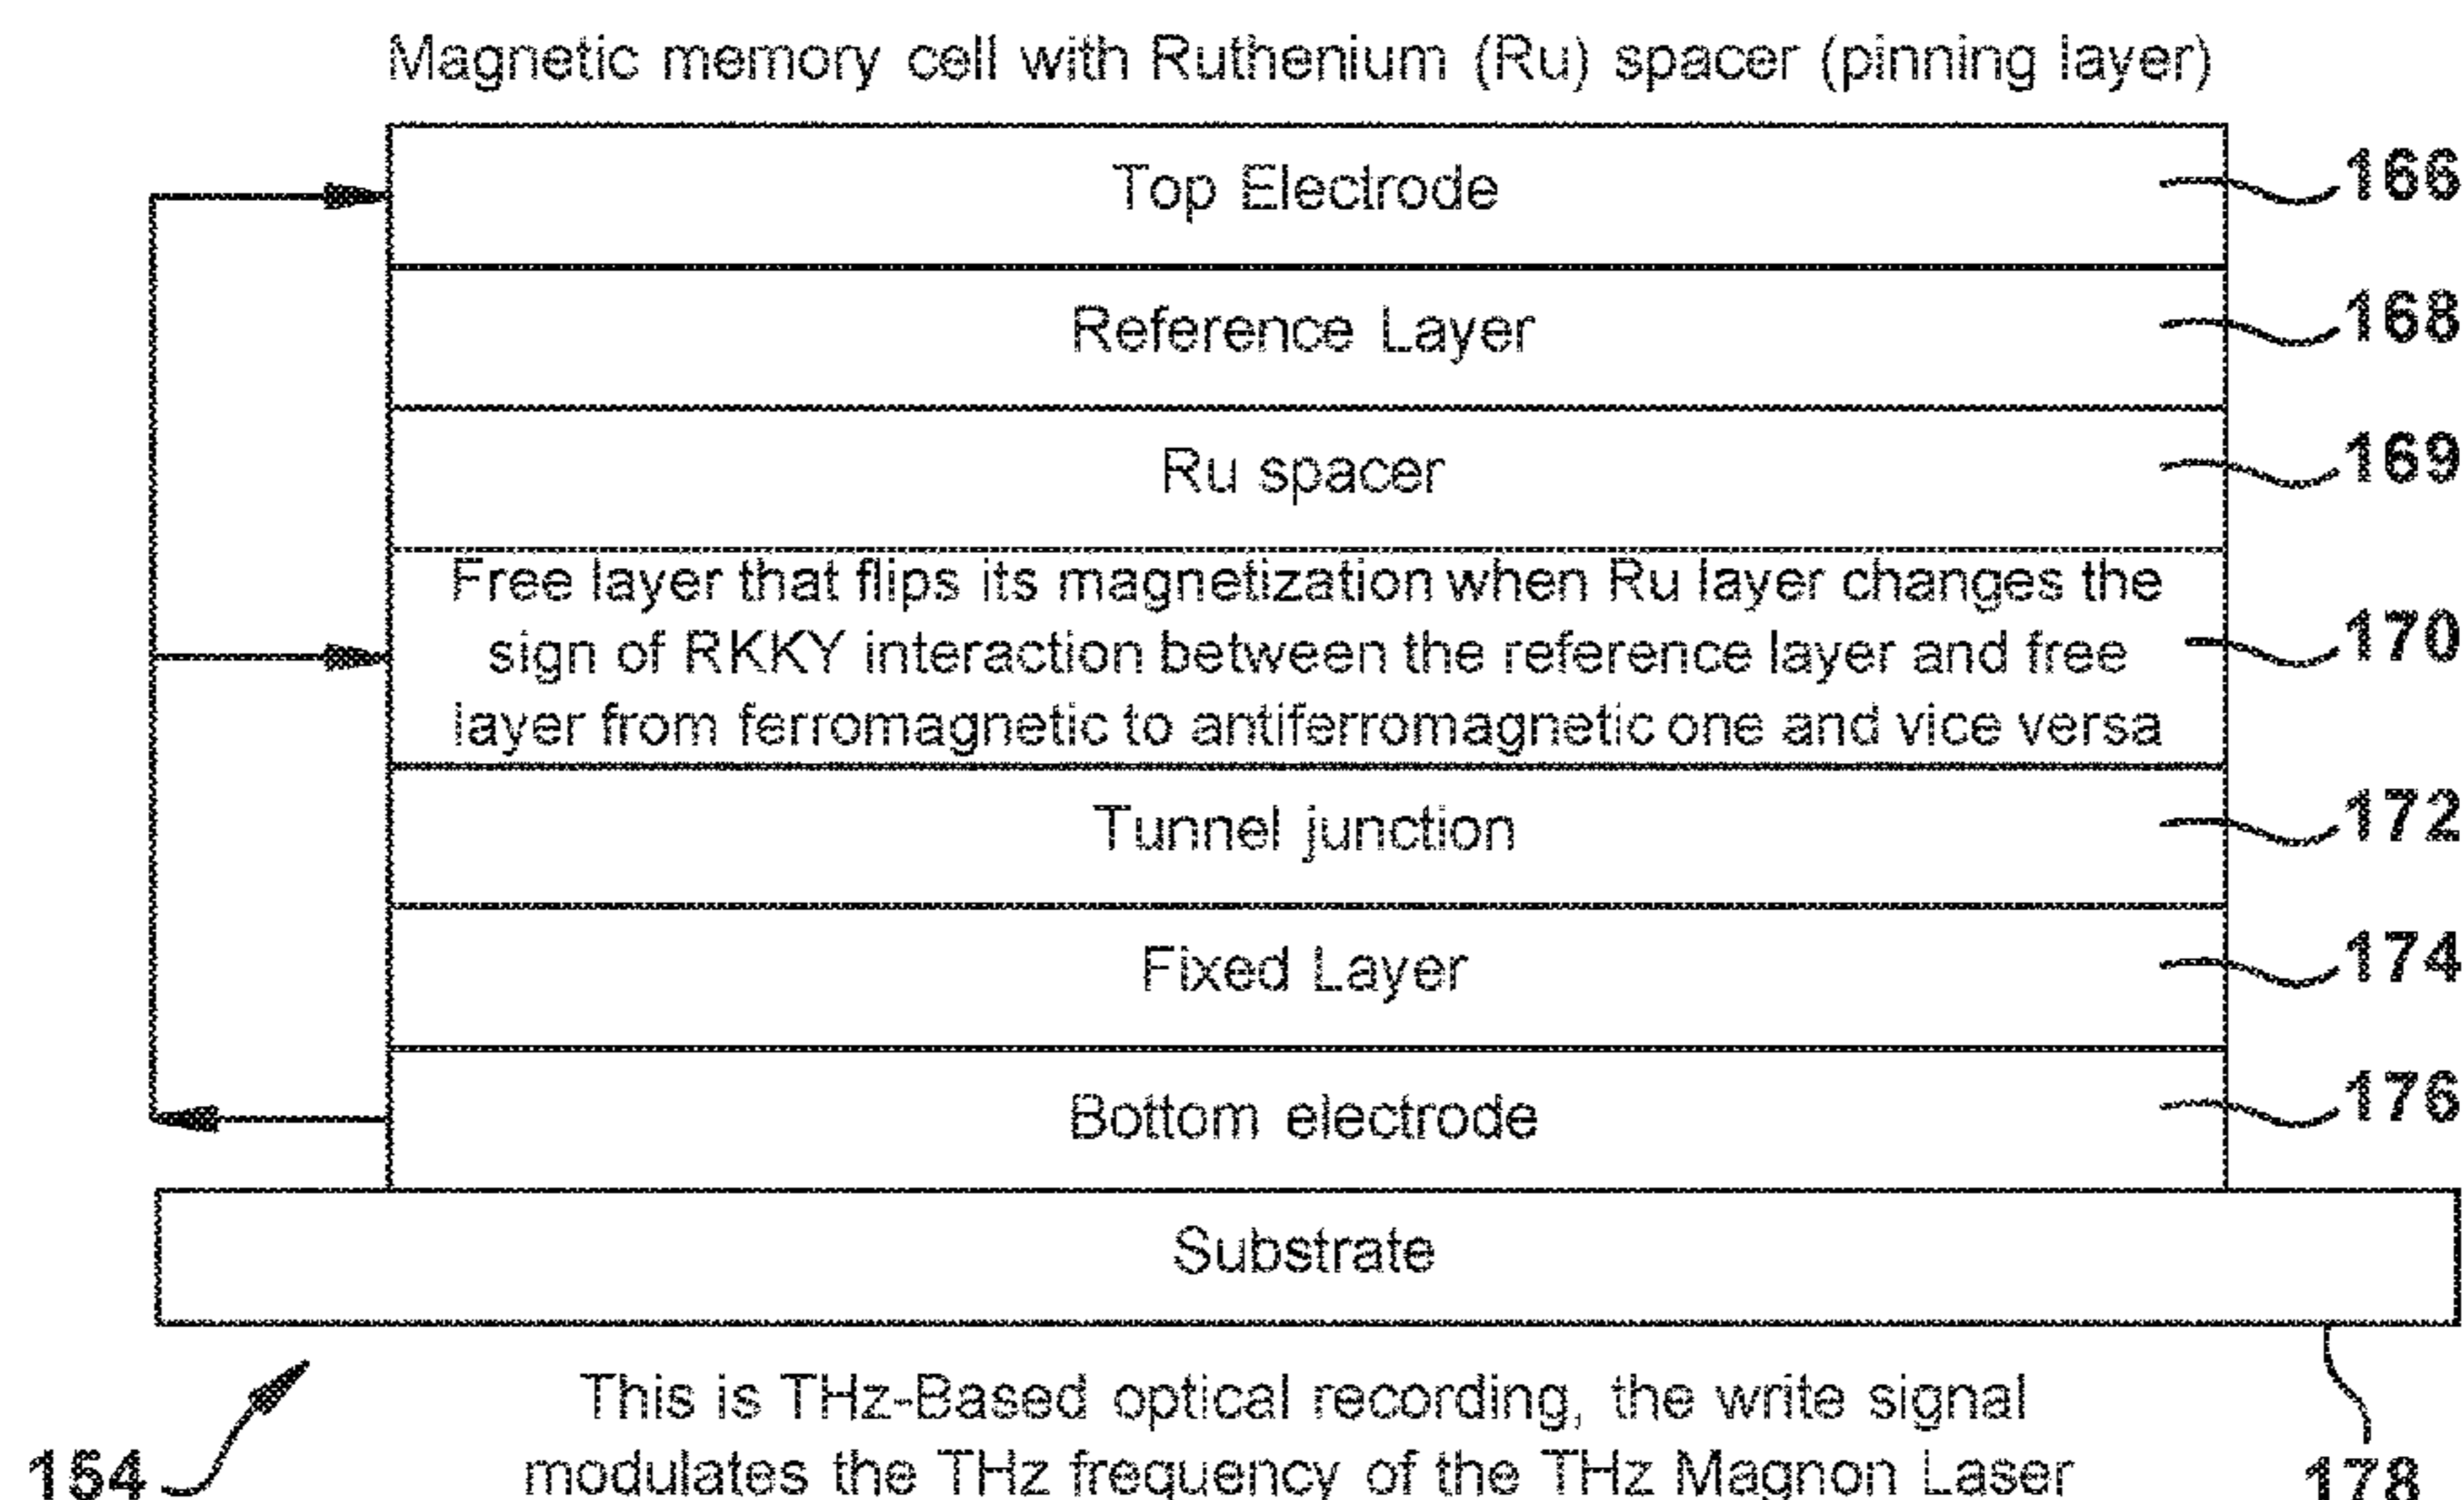 Magnetic memory cell with Ruthenium (Ru) spacer (pinning layer)
Top Electrode
166
Reference Layer
168
Ru spacer
169
Free layer that flips its magnetization when Ru layer changes the
sign of RKKY interaction between the reference layer and free
170
layer from ferromagnetic to antiferromagnetic one and vice versa
Tunnel junction
172
Fixed Layer
174
Bottom electrode
176
Substrate
This is THz-Based optical recording, the write signal
modulates the THz frequency of the THz Magnon Laser
164
178